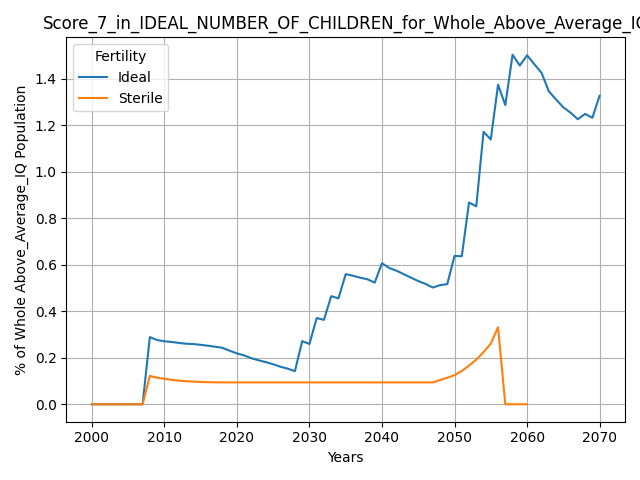 Score_7_in_IDEAL_NUMBER_OF_CHILDREN_for_Whole_Above_Average_IQ
Fertility
Ideal
Sterile
% of Whole Above_Average_IQ Population
1.4
1.2
1.0
0.8
0.6
0.4
0.2
0.0
2000 2010 2020 2030 2040 2050 2060 2070
Years